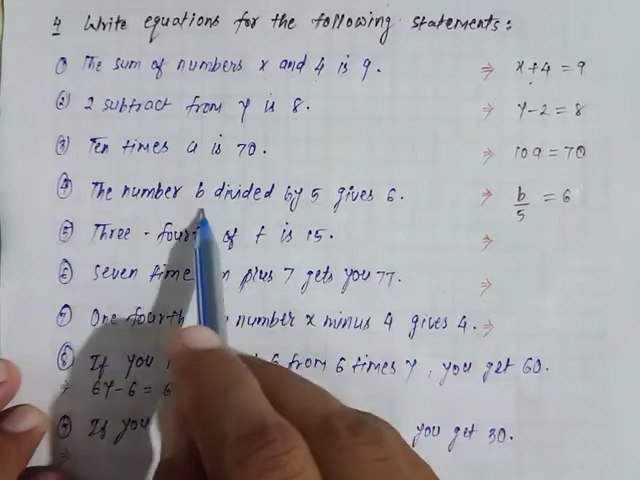 4 Write equations for the following statements:
① The sum of numbers x and 4 is 9. ⇒ x+4=9
② 2 subtract from y is 8. ⇒ y-2=8
③ Ten times a is 70. ⇒ 10a=70
④ The number b divided by 5 gives 6. ⇒ b/5 = 6
⑤ Three-fourth of t is 15. ⇒
⑥ Seven time plus 7 gets you 77. ⇒
⑦ One fourth number x minus 4 gives 4. ⇒
⑧ If you 6 from 6 times y, you get 60.
⇒ 6y-6=6
⑨ If you you get 30.
⇒